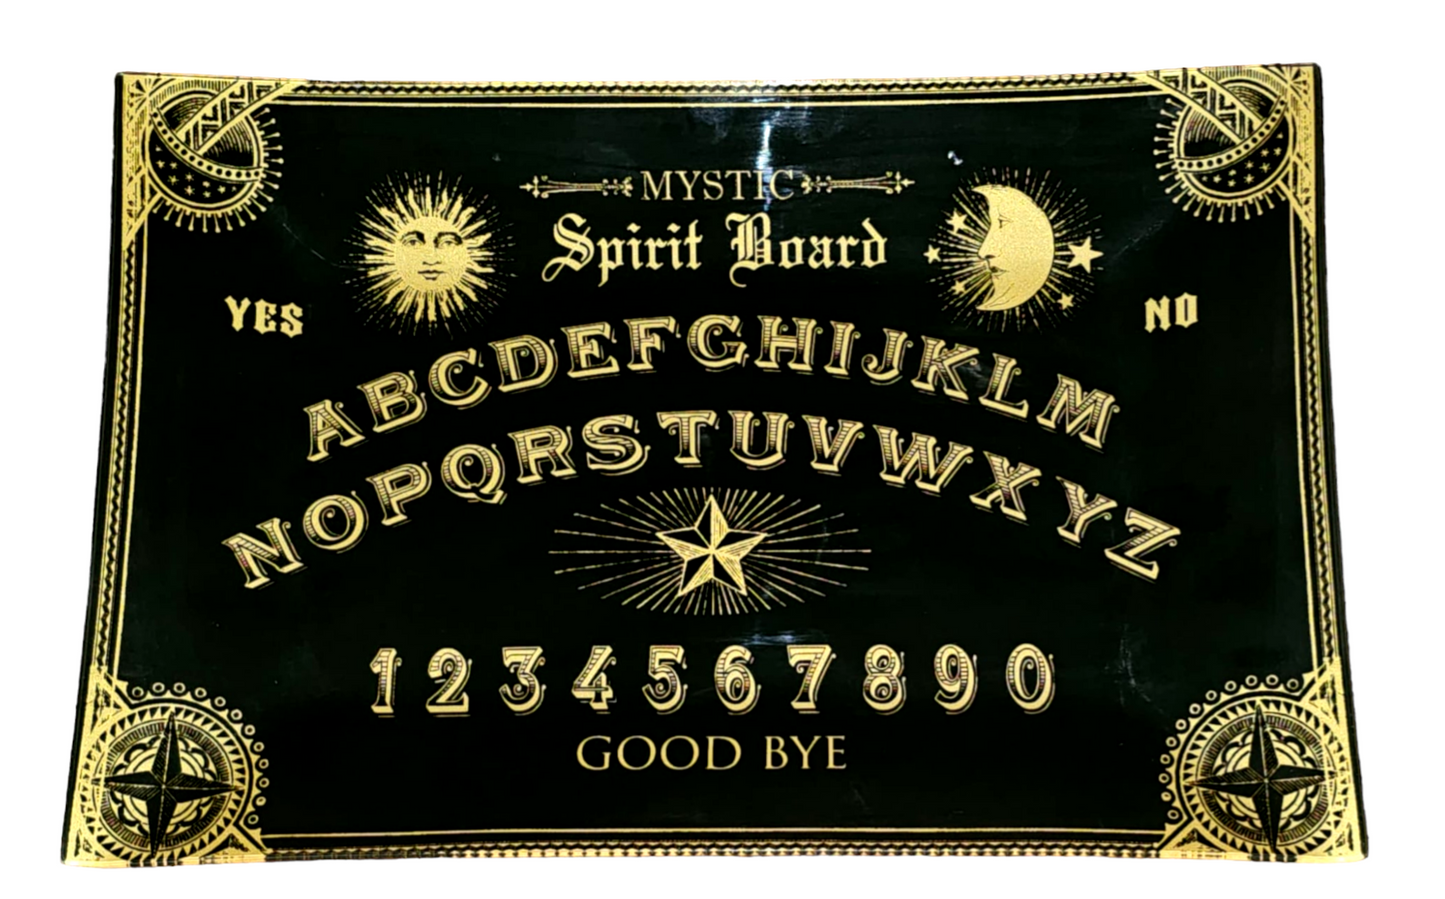 MYSTIC
Spirit Board
YES NO
ABCDEFGHIJKLM
NOPQRSTUVWXYZ
1234567890
GOOD BYE